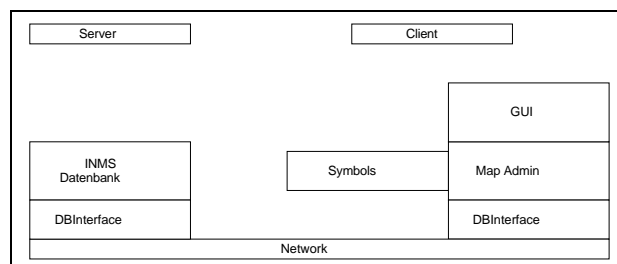 Server
Client
GUI
INMS
Datenbank
Symbols
Map Admin
DBInterface
DBInterface
Network